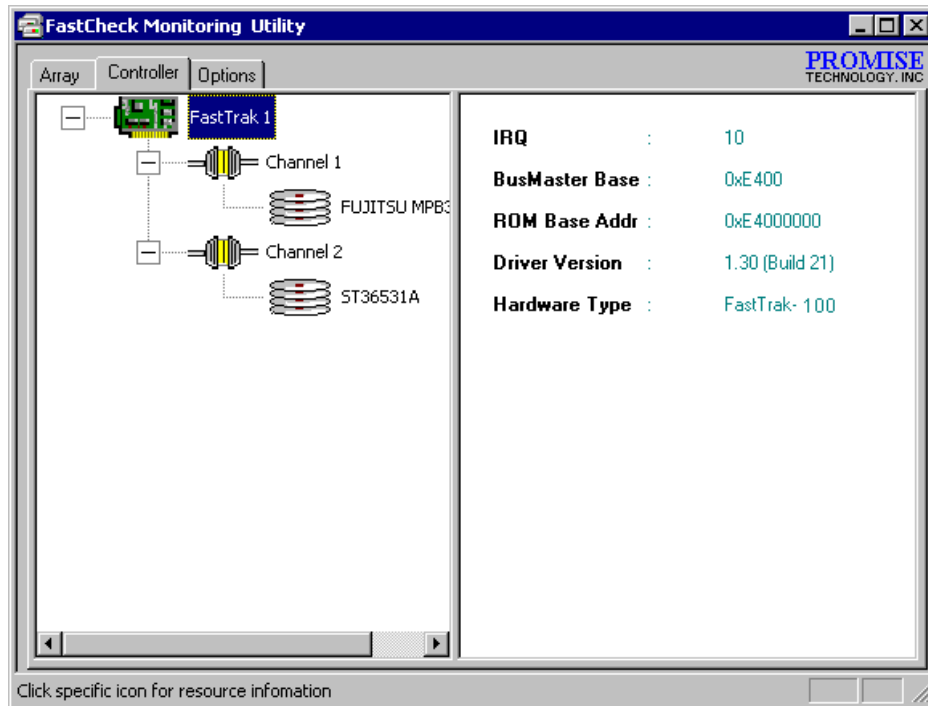 FastCheck Monitoring Utility
PROMISE
TECHNOLOGY, INC
Array Controller Options
FastTrak 1
Channel 1
FUJITSU MPB3
Channel 2
ST36531A
IRQ : 10
BusMaster Base : 0xE400
ROM Base Addr : 0xE4000000
Driver Version : 1.30 (Build 21)
Hardware Type : FastTrak- 100
Click specific icon for resource infomation